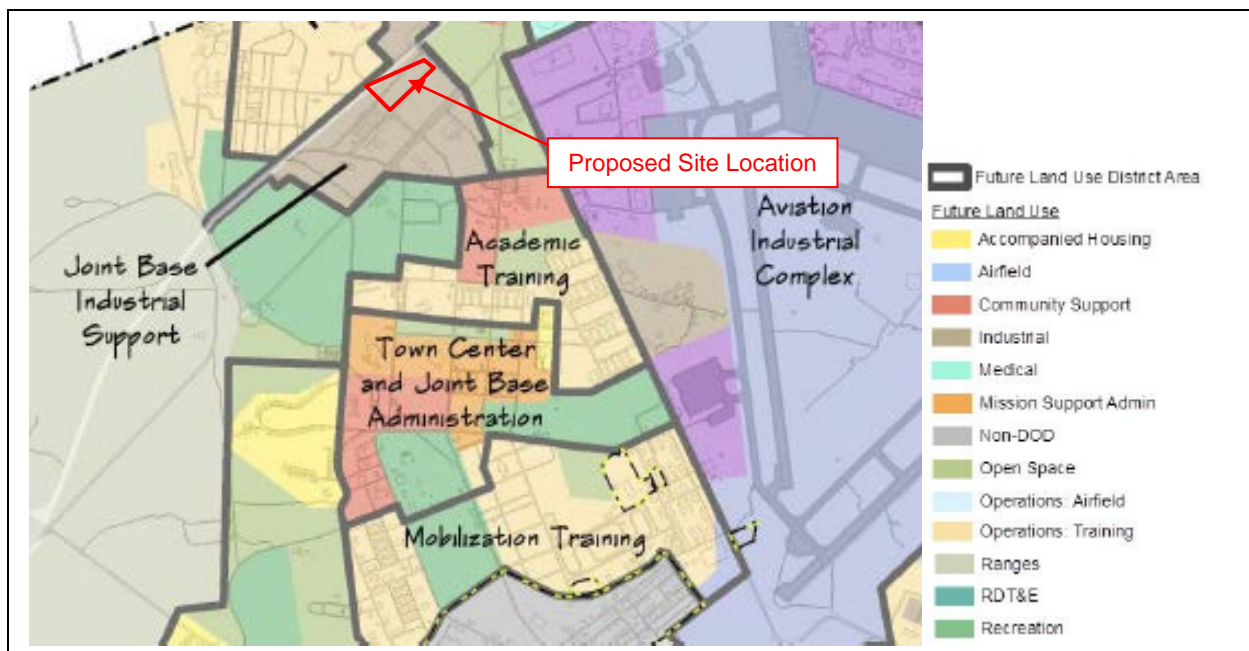 Proposed Site Location
Joint Base
Industrial
Support
Academic
Training
Aviation
Industrial
Complex
Town Center
and Joint Base
Administration
Mobilization Training
Future Land Use District Area
Future Land Use
Accompanied Housing
Airfield
Community Support
Industrial
Medical
Mission Support Admin
Non-DOD
Open Space
Operations: Airfield
Operations: Training
Ranges
RDT&E
Recreation